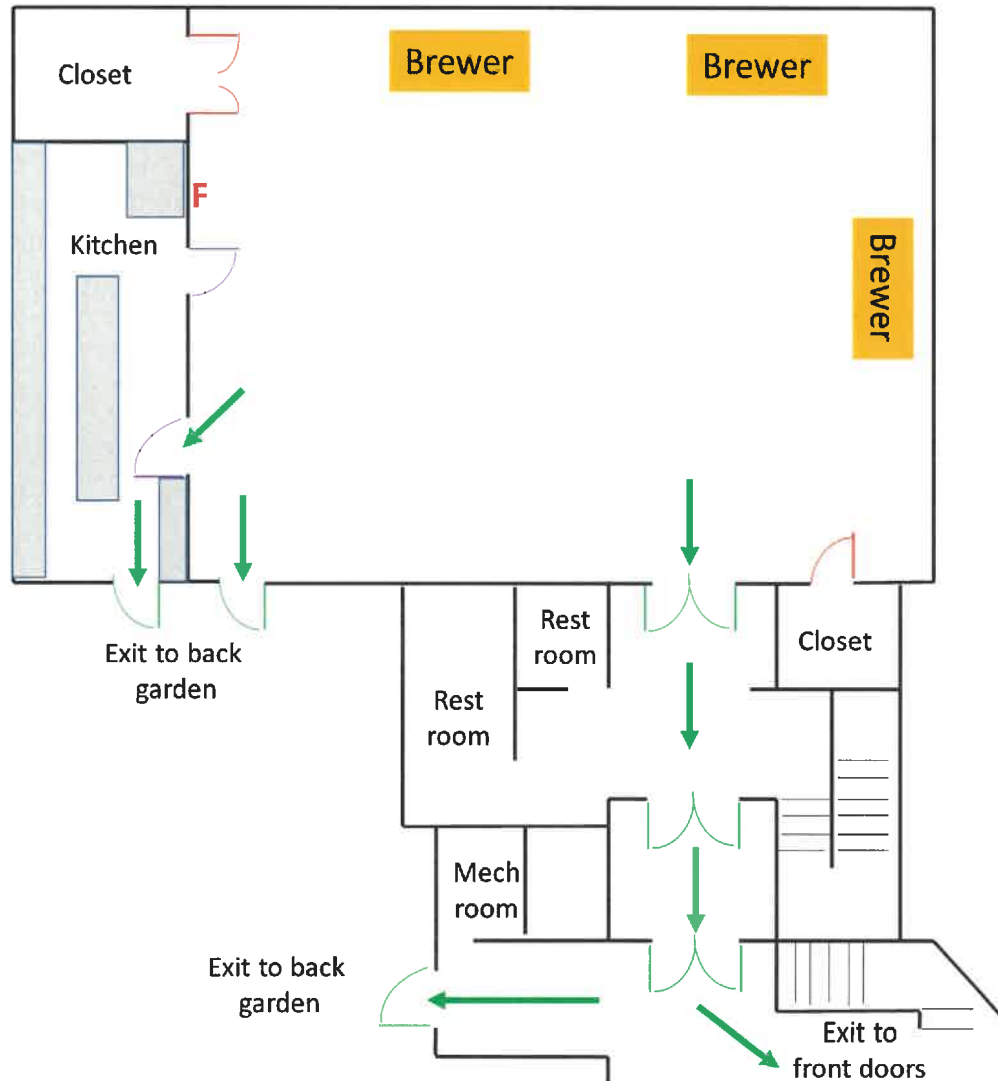 Closet
Brewer
Brewer
F
Kitchen
Brewer
Exit to back
garden
Rest
room
Closet
Rest
room
Mech
room
Exit to back
garden
Exit to
front doors